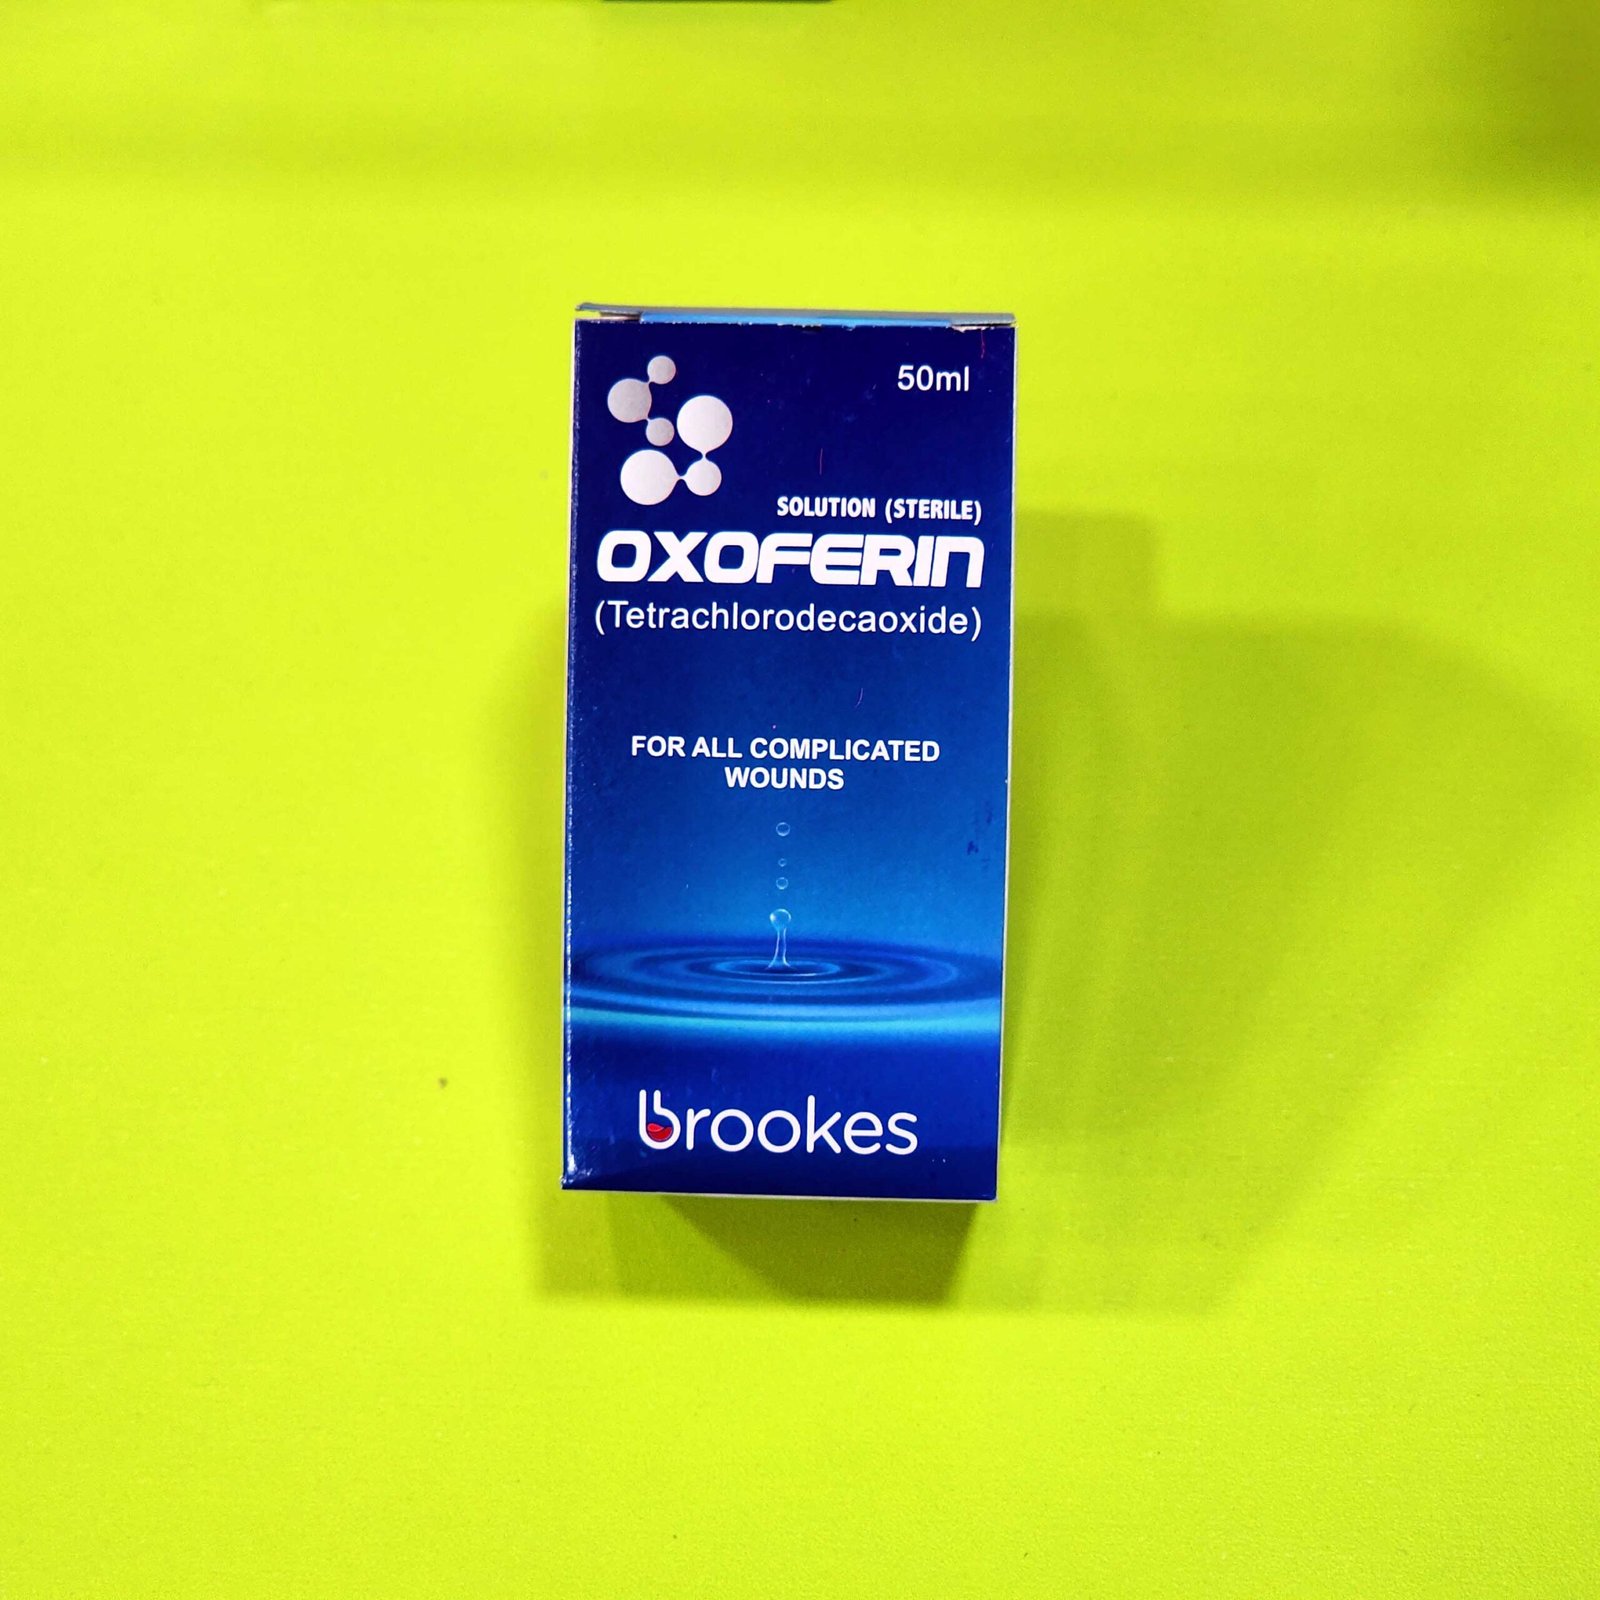 50ml
SOLUTION (STERILE)
OXOFERIN
(Tetrachlorodecaoxide)
FOR ALL COMPLICATED
WOUNDS
brookes